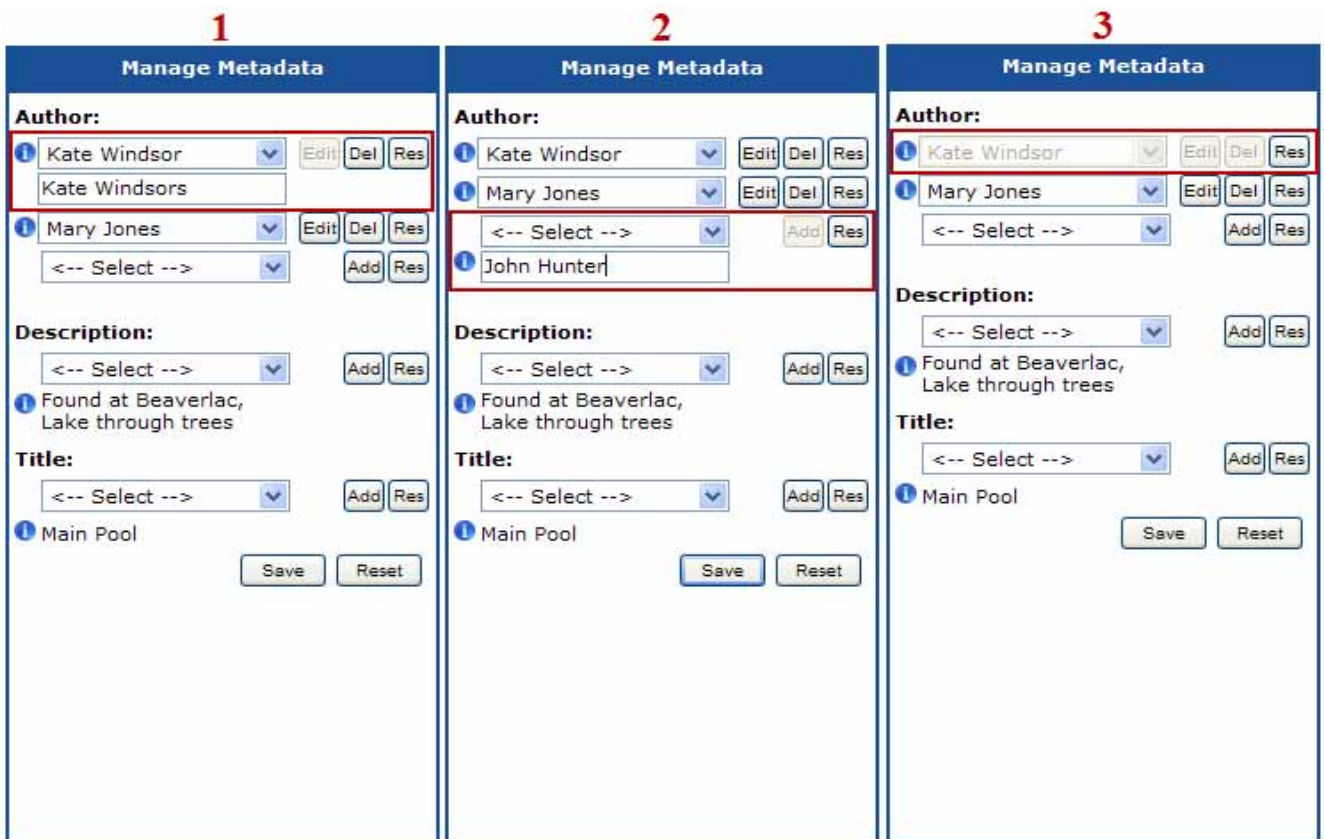 1
Manage Metadata
Author:
Kate Windsor Edit Del Res
Kate Windsors
Mary Jones Edit Del Res
<-- Select --> Add Res
Description:
<-- Select --> Add Res
Found at Beaverlac,
Lake through trees
Title:
<-- Select --> Add Res
Main Pool
Save Reset
2
Manage Metadata
Author:
Kate Windsor Edit Del Res
Mary Jones Edit Del Res
<-- Select --> Add Res
John Hunter
Description:
<-- Select --> Add Res
Found at Beaverlac,
Lake through trees
Title:
<-- Select --> Add Res
Main Pool
Save Reset
3
Manage Metadata
Author:
Kate Windsor Edit Del Res
Mary Jones Edit Del Res
<-- Select --> Add Res
Description:
<-- Select --> Add Res
Found at Beaverlac,
Lake through trees
Title:
<-- Select --> Add Res
Main Pool
Save Reset